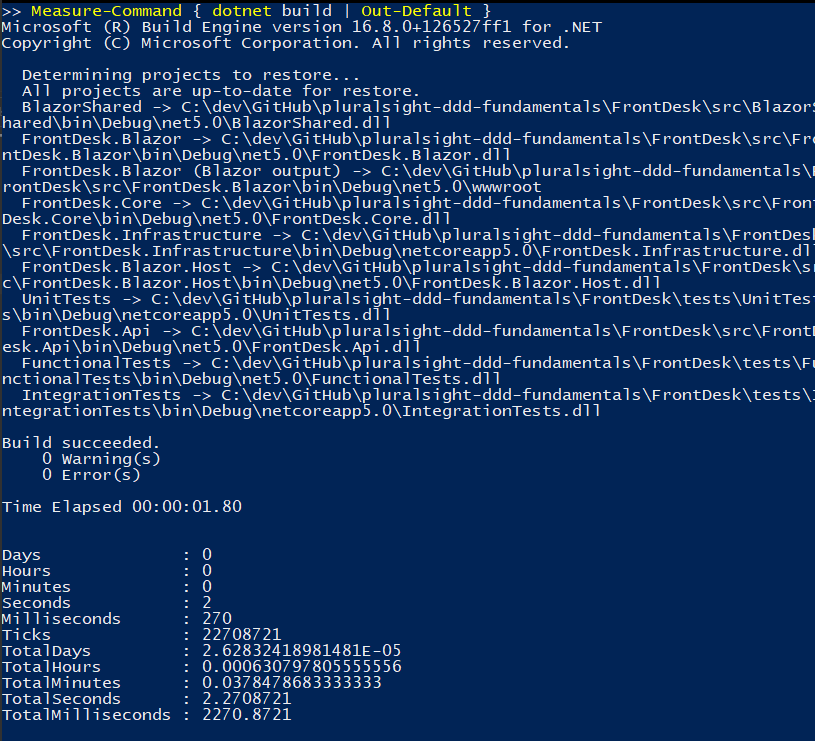 >> Measure-Command { dotnet build | Out-Default }
Microsoft (R) Build Engine version 16.8.0+126527ff1 for .NET
Copyright (C) Microsoft Corporation. All rights reserved.
  Determining projects to restore...
  All projects are up-to-date for restore.
  BlazorShared -> C:\dev\GitHub\pluralsight-ddd-fundamentals\FrontDesk\src\BlazorS
hared\bin\Debug\net5.0\BlazorShared.dll
  FrontDesk.Blazor -> C:\dev\GitHub\pluralsight-ddd-fundamentals\FrontDesk\src\Fro
ntDesk.Blazor\bin\Debug\net5.0\FrontDesk.Blazor.dll
  FrontDesk.Blazor (Blazor output) -> C:\dev\GitHub\pluralsight-ddd-fundamentals\F
rontDesk\src\FrontDesk.Blazor\bin\Debug\net5.0\wwwroot
  FrontDesk.Core -> C:\dev\GitHub\pluralsight-ddd-fundamentals\FrontDesk\src\Front
Desk.Core\bin\Debug\net5.0\FrontDesk.Core.dll
  FrontDesk.Infrastructure -> C:\dev\GitHub\pluralsight-ddd-fundamentals\FrontDesk
\src\FrontDesk.Infrastructure\bin\Debug\netcoreapp5.0\FrontDesk.Infrastructure.dll
  FrontDesk.Blazor.Host -> C:\dev\GitHub\pluralsight-ddd-fundamentals\FrontDesk\sr
c\FrontDesk.Blazor.Host\bin\Debug\net5.0\FrontDesk.Blazor.Host.dll
  UnitTests -> C:\dev\GitHub\pluralsight-ddd-fundamentals\FrontDesk\tests\UnitTest
s\bin\Debug\netcoreapp5.0\UnitTests.dll
  FrontDesk.Api -> C:\dev\GitHub\pluralsight-ddd-fundamentals\FrontDesk\src\FrontD
esk.Api\bin\Debug\net5.0\FrontDesk.Api.dll
  FunctionalTests -> C:\dev\GitHub\pluralsight-ddd-fundamentals\FrontDesk\tests\Fu
nctionalTests\bin\Debug\net5.0\FunctionalTests.dll
  IntegrationTests -> C:\dev\GitHub\pluralsight-ddd-fundamentals\FrontDesk\tests\I
ntegrationTests\bin\Debug\netcoreapp5.0\IntegrationTests.dll
Build succeeded.
    0 Warning(s)
    0 Error(s)
Time Elapsed 00:00:01.80
Days              : 0
Hours             : 0
Minutes           : 0
Seconds           : 2
Milliseconds      : 270
Ticks             : 22708721
TotalDays         : 2.62832418981481E-05
TotalHours        : 0.000630797805555556
TotalMinutes      : 0.0378478683333333
TotalSeconds      : 2.2708721
TotalMilliseconds : 2270.8721